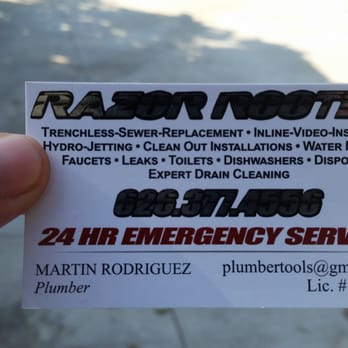 RAZOR ROOTE
TRENCHLESS-SEWER-REPLACEMENT • INLINE-VIDEO-INS
HYDRO-JETTING • CLEAN OUT INSTALLATIONS • WATER
FAUCETS • LEAKS • TOILETS • DISHWASHERS • DISPO
EXPERT DRAIN CLEANING
626.377.4556
24 HR EMERGENCY SERV
MARTIN RODRIGUEZ plumbertools@gm
Plumber Lic. #